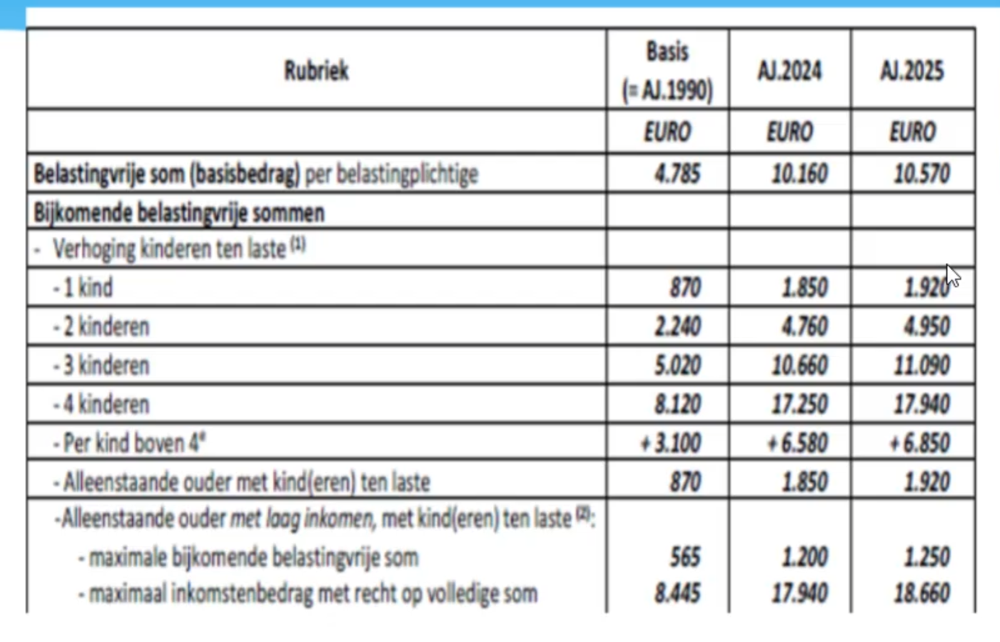 Rubriek Basis (= AJ.1990) AJ.2024 AJ.2025
EURO EURO EURO
Belastingvrije som (basisbedrag) per belastingplichtige 4.785 10.160 10.570
Bijkomende belastingvrije sommen
- Verhoging kinderen ten laste (1)
- 1 kind 870 1.850 1.920
- 2 kinderen 2.240 4.760 4.950
- 3 kinderen 5.020 10.660 11.090
- 4 kinderen 8.120 17.250 17.940
- Per kind boven 4e + 3.100 + 6.580 + 6.850
- Alleenstaande ouder met kind(eren) ten laste 870 1.850 1.920
-Alleenstaande ouder met laag inkomen, met kind(eren) ten laste (2):
- maximale bijkomende belastingvrije som 565 1.200 1.250
- maximaal inkomstenbedrag met recht op volledige som 8.445 17.940 18.660